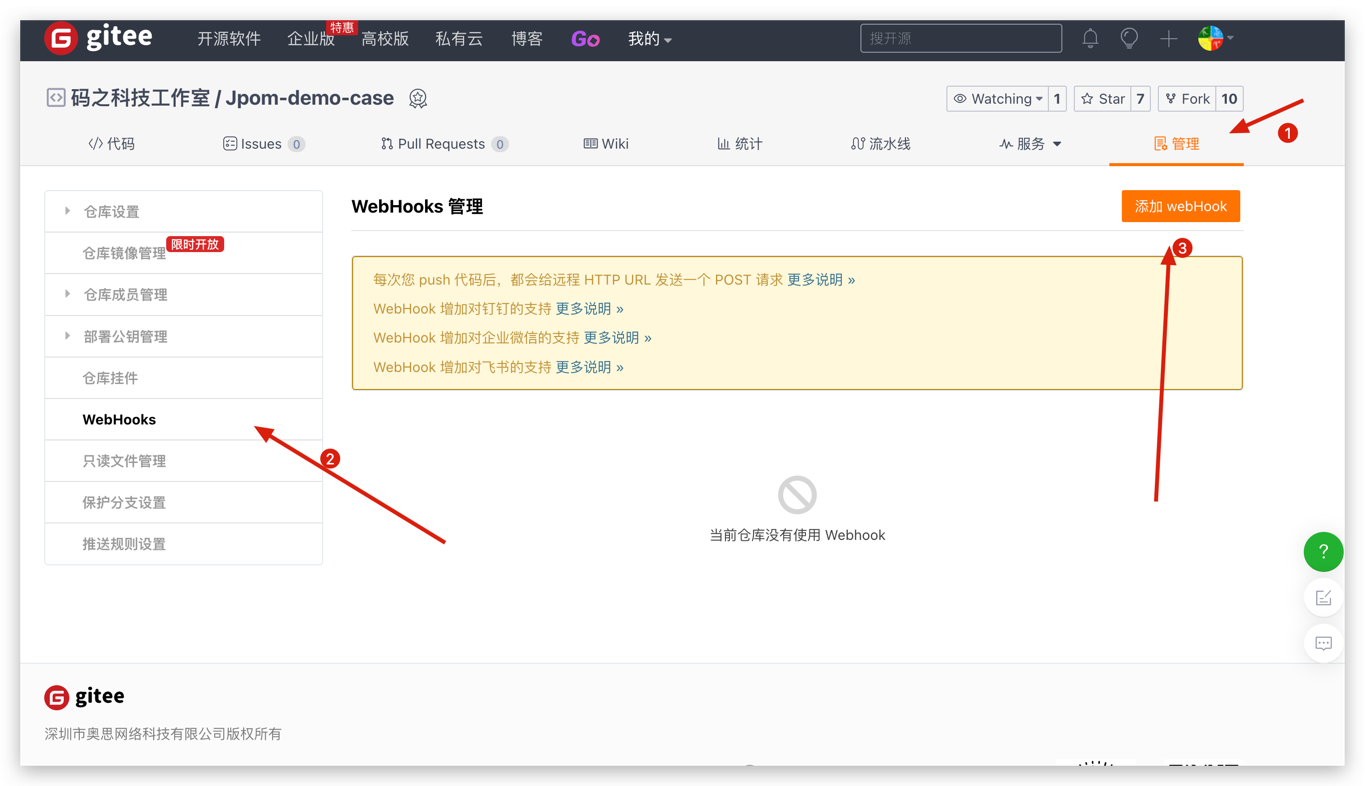 gitee
开源软件
企业版
特惠
高校版
私有云
博客
Go
我的
搜开源
码之科技工作室 / Jpom-demo-case
Watching 1
Star 7
Fork 10
代码
Issues 0
Pull Requests 0
Wiki
统计
流水线
服务
管理
1
仓库设置
仓库镜像管理
限时开放
仓库成员管理
部署公钥管理
仓库挂件
WebHooks
只读文件管理
保护分支设置
推送规则设置
2
WebHooks 管理
添加 webHook
3
每次您 push 代码后，都会给远程 HTTP URL 发送一个 POST 请求 更多说明 »
WebHook 增加对钉钉的支持 更多说明 »
WebHook 增加对企业微信的支持 更多说明 »
WebHook 增加对飞书的支持 更多说明 »
当前仓库没有使用 Webhook
?
gitee
深圳市奥思网络科技有限公司版权所有